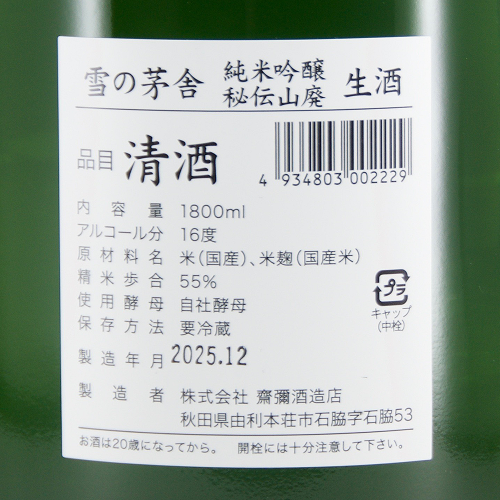 雪の茅舎 純米吟醸 秘伝山廃 生酒
品目 清酒
4 934803 002229
内容量 1800ml
アルコール分 16度
原材料名 米(国産)、米麹(国産米)
精米歩合 55%
使用酵母 自社酵母
保存方法 要冷蔵
プラ
キャップ
(中栓)
製造年月 2025.12
製造者 株式会社 齋彌酒造店
秋田県由利本荘市石脇字石脇53
お酒は20歳になってから。 開栓には十分注意して下さい。